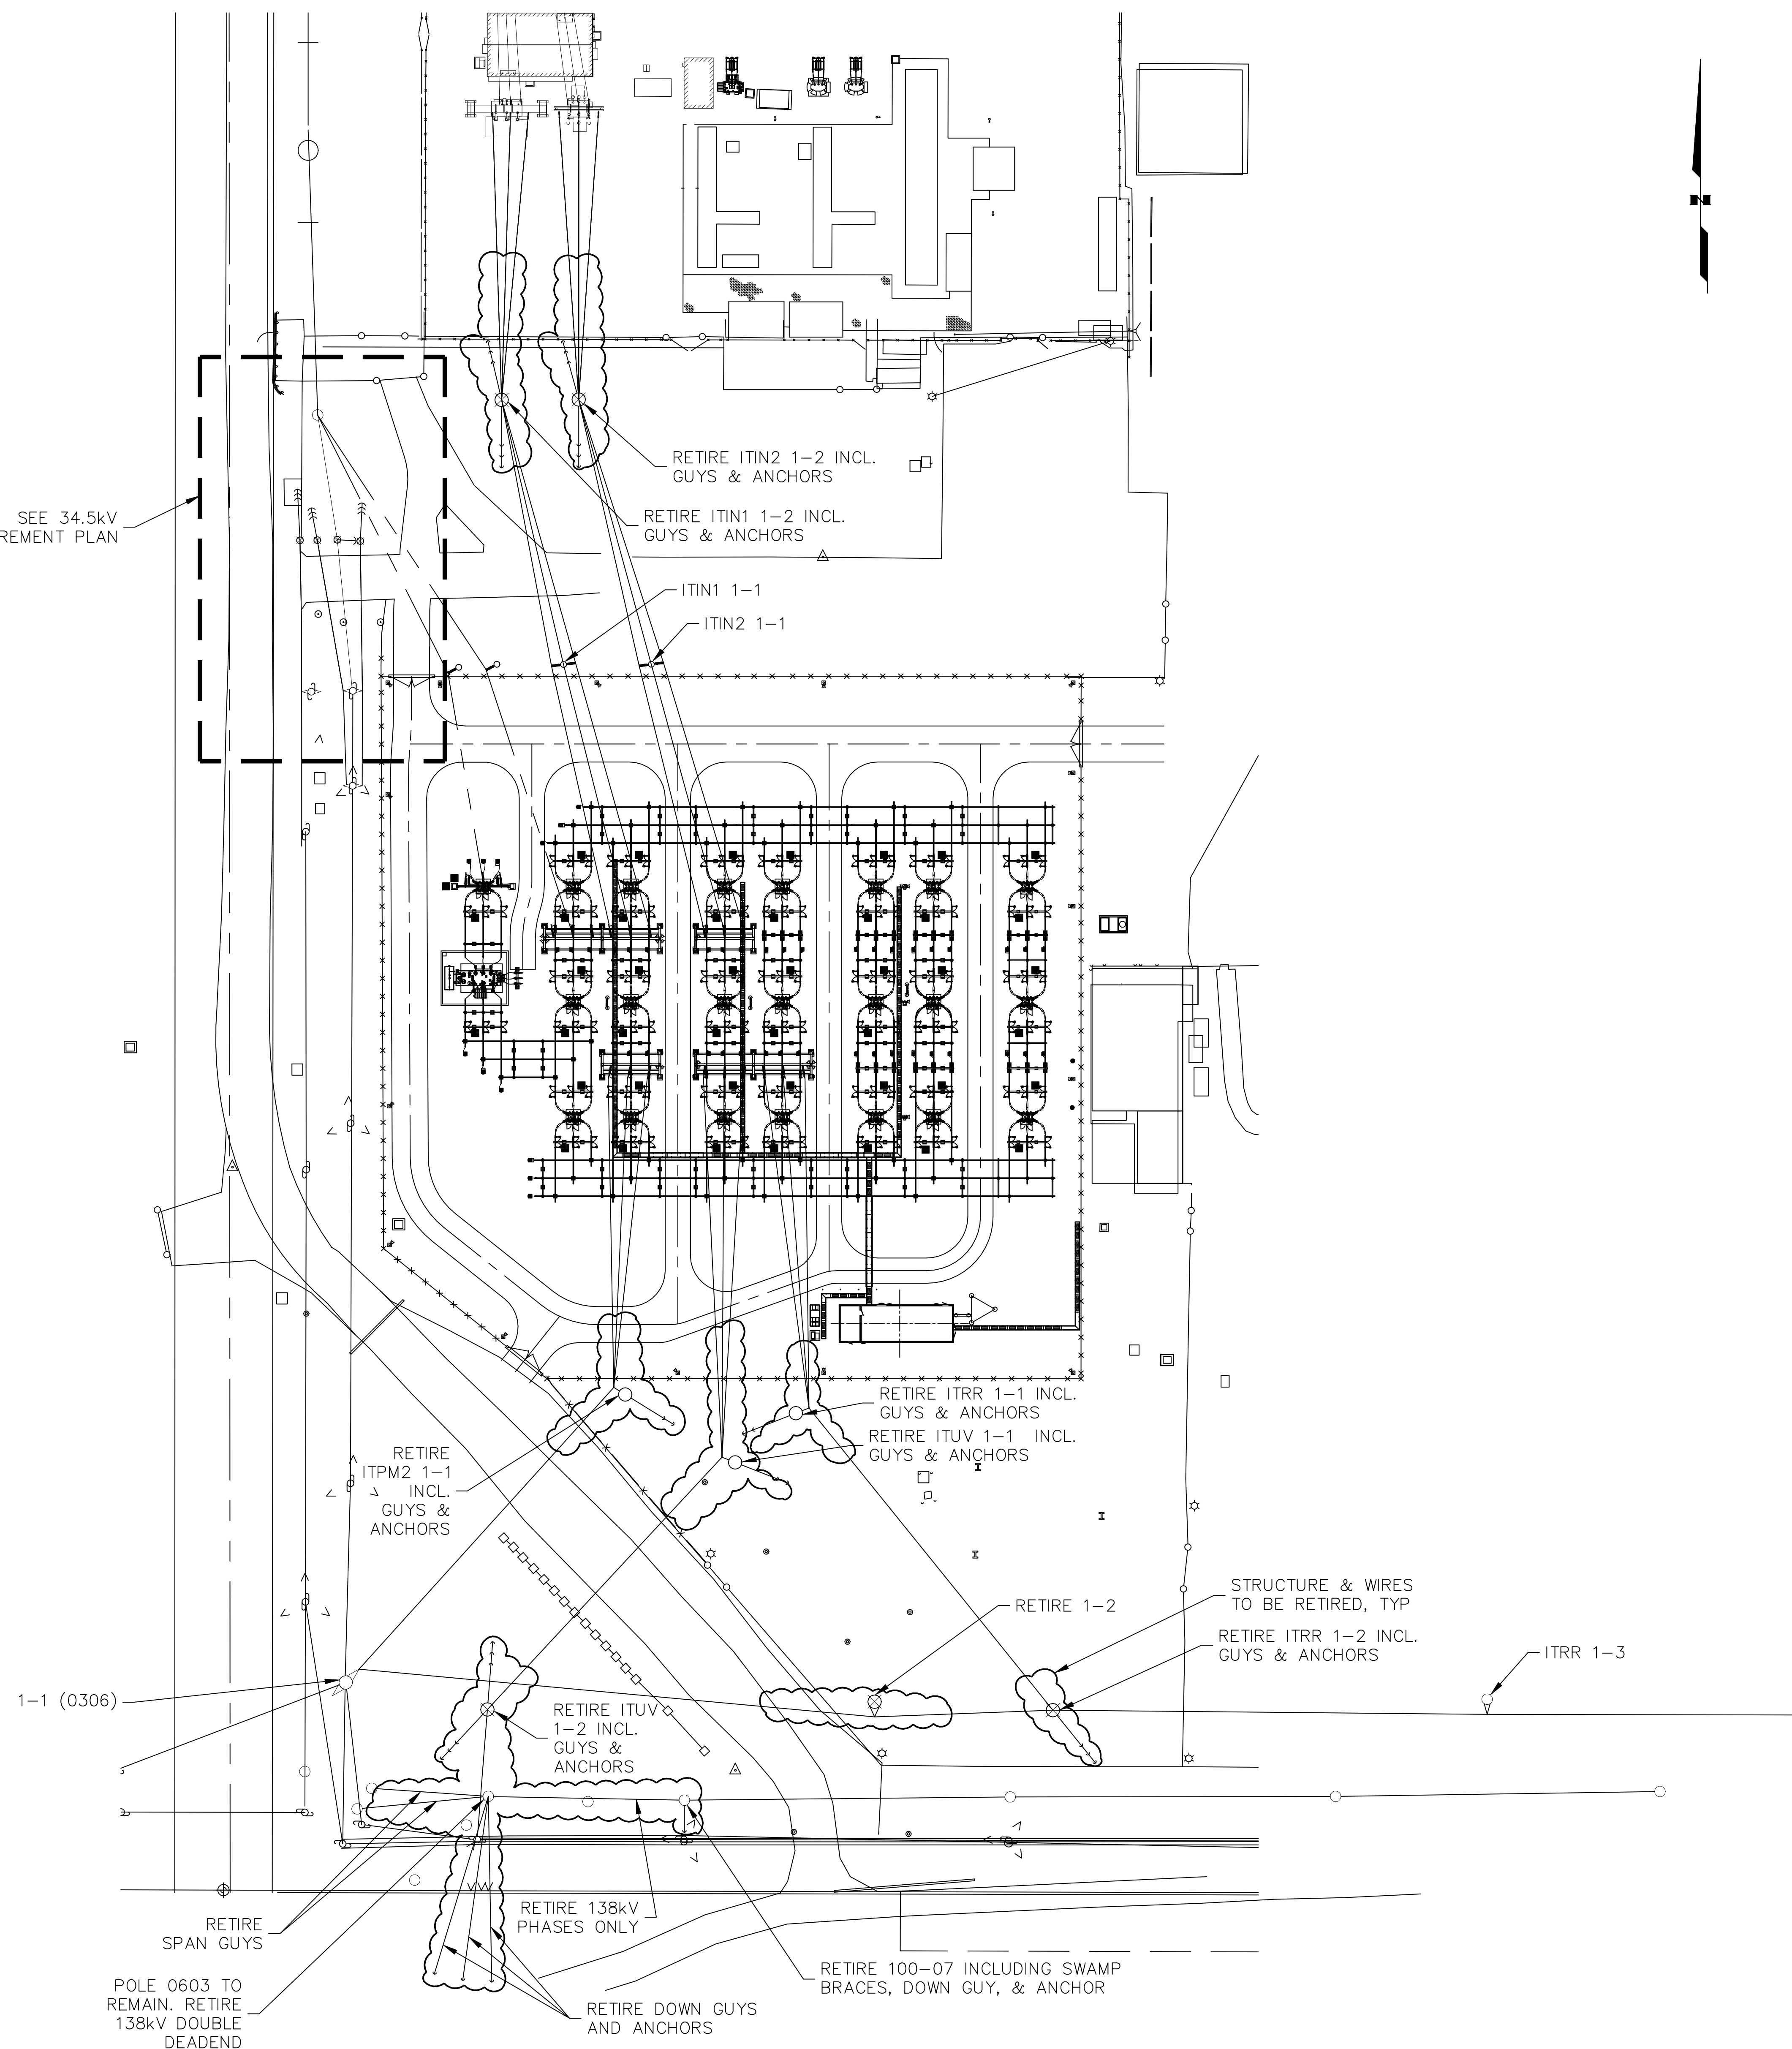 RETIRE ITIN2 1-2 INCL.
GUYS & ANCHORS
RETIRE ITIN1 1-2 INCL.
GUYS & ANCHORS
SEE 34.5kV
PLAN
ITIN1 1-1
ITIN2 1-1
RETIRE ITRR 1-1 INCL.
GUYS & ANCHORS
RETIRE ITUV 1-1 INCL.
GUYS & ANCHORS
RETIRE
ITPM2 1-1
INCL.
GUYS &
ANCHORS
STRUCTURE & WIRES
TO BE RETIRED, TYP
RETIRE 1-2
RETIRE ITRR 1-2 INCL.
GUYS & ANCHORS
ITRR 1-3
1-1 (0306)
RETIRE ITUV
1-2 INCL.
GUYS &
ANCHORS
RETIRE 138kV
PHASES ONLY
RETIRE
SPAN GUYS
RETIRE 100-07 INCLUDING SWAMP
BRACES, DOWN GUY, & ANCHOR
POLE 0603 TO
REMAIN. RETIRE
138kV DOUBLE
DEADEND
RETIRE DOWN GUYS
AND ANCHORS